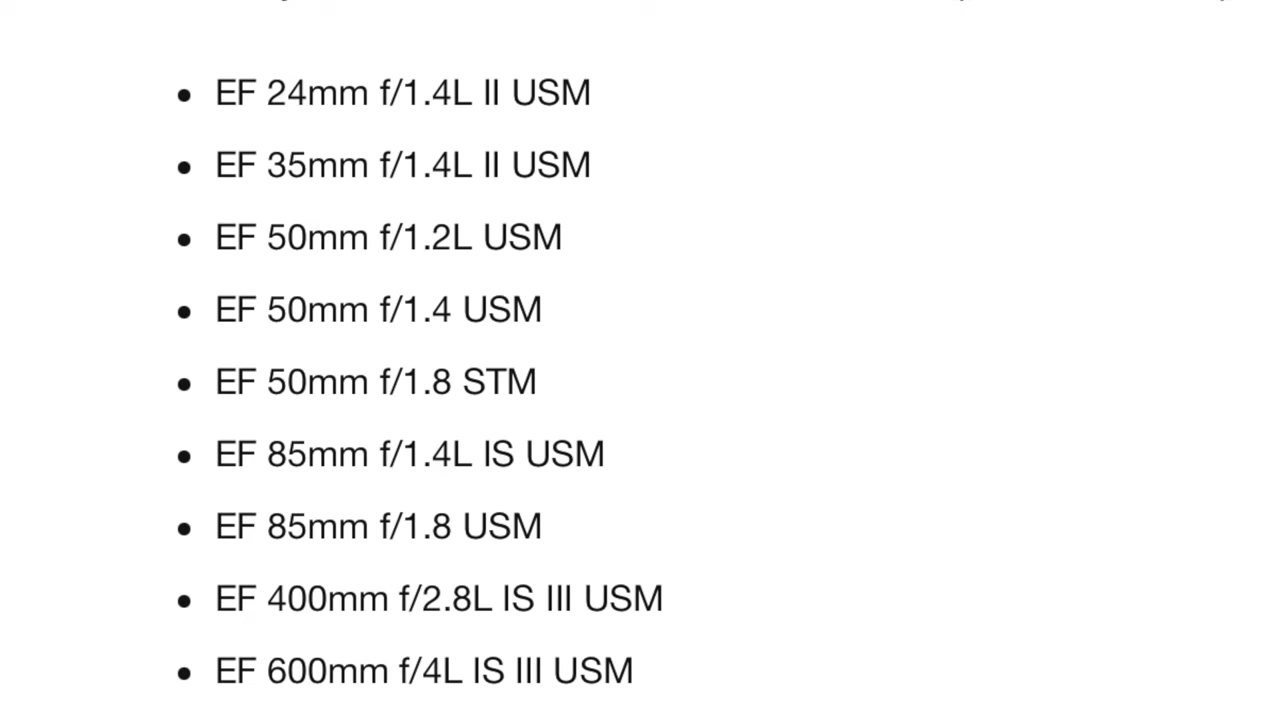 • EF 24mm f/1.4L II USM
• EF 35mm f/1.4L II USM
• EF 50mm f/1.2L USM
• EF 50mm f/1.4 USM
• EF 50mm f/1.8 STM
• EF 85mm f/1.4L IS USM
• EF 85mm f/1.8 USM
• EF 400mm f/2.8L IS III USM
• EF 600mm f/4L IS III USM